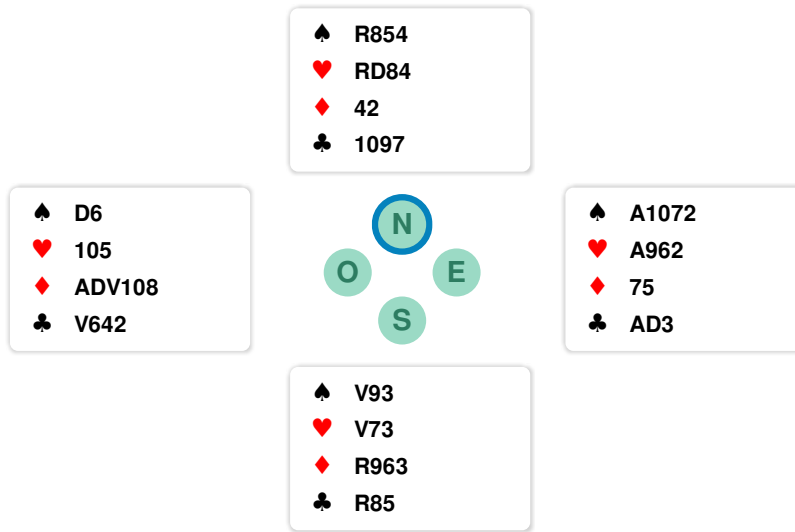 ♠ R854
♥ RD84
♦ 42
♣ 1097
♠ D6
♥ 105
♦ ADV108
♣ V642
N
O E
S
♠ A1072
♥ A962
♦ 75
♣ AD3
♠ V93
♥ V73
♦ R963
♣ R85